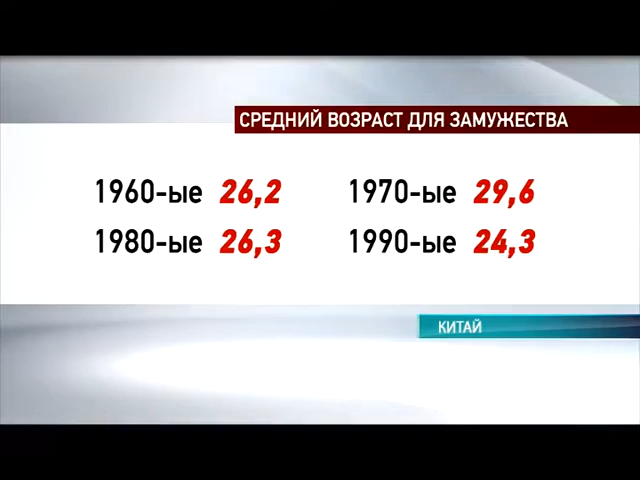 СРЕДНИЙ ВОЗРАСТ ДЛЯ ЗАМУЖЕСТВА
1960-ые 26,2 1970-ые 29,6
1980-ые 26,3 1990-ые 24,3
КИТАЙ